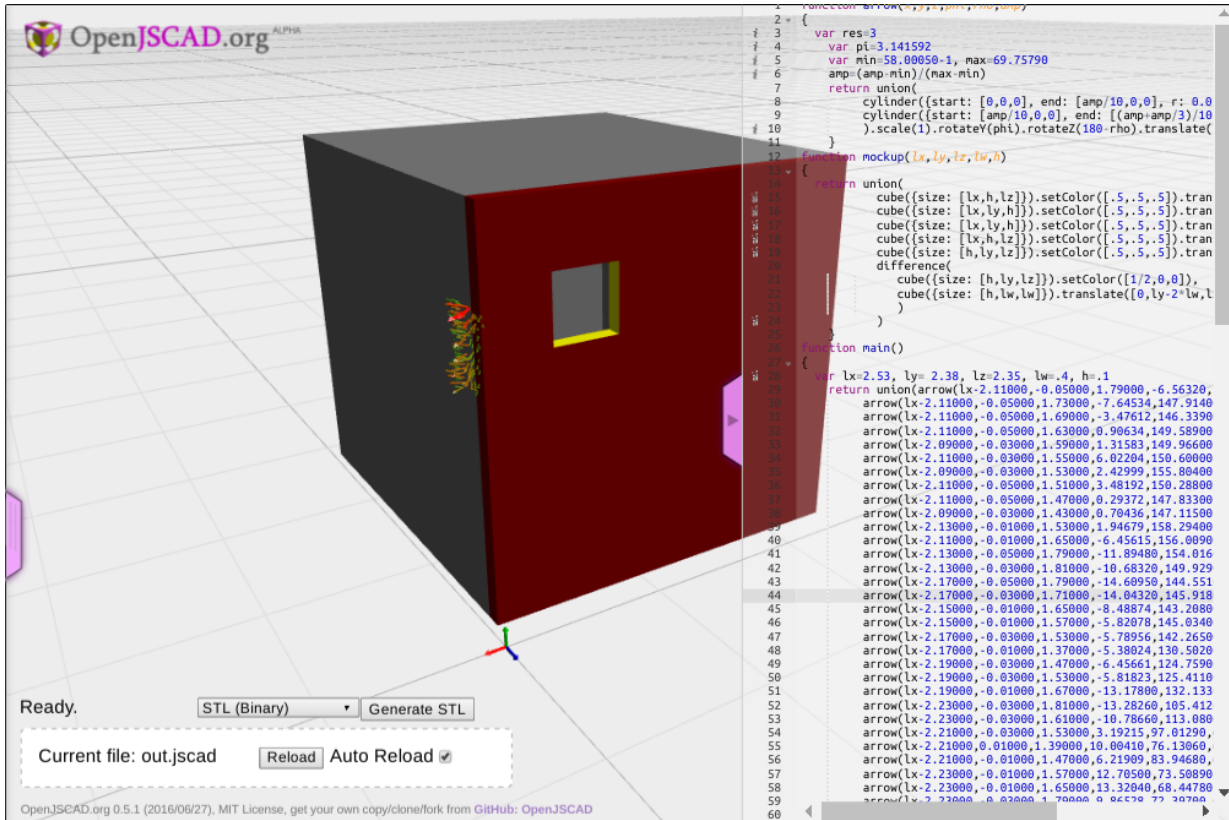 OpenJSCAD.org ALPHA
1 function arrow(x,y,z,phi,rho,amp)
2 {
3 var res=3
4 var pi=3.141592
5 var min=58.00050-1, max=69.75790
6 amp=(amp-min)/(max-min)
7 return union(
8 cylinder({start: [0,0,0], end: [amp/10,0,0], r: 0.0
9 cylinder({start: [amp/10,0,0], end: [(amp+amp/3)/10
10 ).scale(1).rotateY(phi).rotateZ(180-rho).translate(
11 }
12 function mockup(lx,ly,lz,lw,h)
13 {
14 return union(
15 cube({size: [lx,h,lz]}).setColor([.5,.5,.5]).tran
16 cube({size: [lx,ly,h]}).setColor([.5,.5,.5]).tran
17 cube({size: [lx,ly,h]}).setColor([.5,.5,.5]).tran
18 cube({size: [lx,h,lz]}).setColor([.5,.5,.5]).tran
19 cube({size: [h,ly,lz]}).setColor([.5,.5,.5]).tran
20 difference(
21 cube({size: [h,ly,lz]}).setColor([1/2,0,0]),
22 cube({size: [h,lw,lw]}).translate([0,ly-2*lw,l
23 )
24 )
25 }
26 function main()
27 {
28 var lx=2.53, ly= 2.38, lz=2.35, lw=.4, h=.1
29 return union(arrow(lx-2.11000,-0.05000,1.79000,-6.56320,
30 arrow(lx-2.11000,-0.05000,1.73000,-7.64534,147.9140
31 arrow(lx-2.11000,-0.05000,1.69000,-3.47612,146.3390
32 arrow(lx-2.11000,-0.05000,1.63000,0.90634,149.58900
33 arrow(lx-2.09000,-0.03000,1.59000,1.31583,149.96600
34 arrow(lx-2.11000,-0.03000,1.55000,6.02204,150.60000
35 arrow(lx-2.09000,-0.03000,1.53000,2.42999,155.80400
36 arrow(lx-2.11000,-0.05000,1.51000,3.48192,150.28800
37 arrow(lx-2.11000,-0.05000,1.47000,0.29372,147.83300
38 arrow(lx-2.09000,-0.03000,1.43000,0.70436,147.11500
39 arrow(lx-2.13000,-0.01000,1.53000,1.94679,158.29400
40 arrow(lx-2.11000,-0.01000,1.65000,-6.45615,156.0090
41 arrow(lx-2.13000,-0.05000,1.79000,-11.89480,154.016
42 arrow(lx-2.13000,-0.03000,1.81000,-10.68320,149.929
43 arrow(lx-2.17000,-0.05000,1.79000,-14.60950,144.551
44 arrow(lx-2.17000,-0.03000,1.71000,-14.04320,145.918
45 arrow(lx-2.15000,-0.01000,1.65000,-8.48874,143.2080
46 arrow(lx-2.15000,-0.01000,1.57000,-5.82078,145.0340
47 arrow(lx-2.17000,-0.03000,1.53000,-5.78956,142.2650
48 arrow(lx-2.17000,-0.01000,1.37000,-5.38024,130.5020
49 arrow(lx-2.19000,-0.03000,1.47000,-6.45661,124.7590
50 arrow(lx-2.19000,-0.03000,1.53000,-5.81823,125.4110
51 arrow(lx-2.19000,-0.01000,1.67000,-13.17800,132.133
52 arrow(lx-2.23000,-0.03000,1.81000,-13.28260,105.412
53 arrow(lx-2.23000,-0.03000,1.61000,-10.78660,113.080
54 arrow(lx-2.21000,-0.03000,1.53000,3.19215,97.01290,
55 arrow(lx-2.21000,0.01000,1.39000,10.00410,76.13060,
56 arrow(lx-2.21000,-0.01000,1.47000,6.21909,83.94680,
57 arrow(lx-2.23000,-0.01000,1.57000,12.70500,73.50890
58 arrow(lx-2.23000,-0.01000,1.65000,13.32040,68.44780
59 arrow(lx-2.23000,-0.03000,1.79000,9.86528,72.39700
60
Ready.
STL (Binary) Generate STL
Current file: out.jscad Reload Auto Reload
OpenJSCAD.org 0.5.1 (2016/06/27), MIT License, get your own copy/clone/fork from GitHub: OpenJSCAD